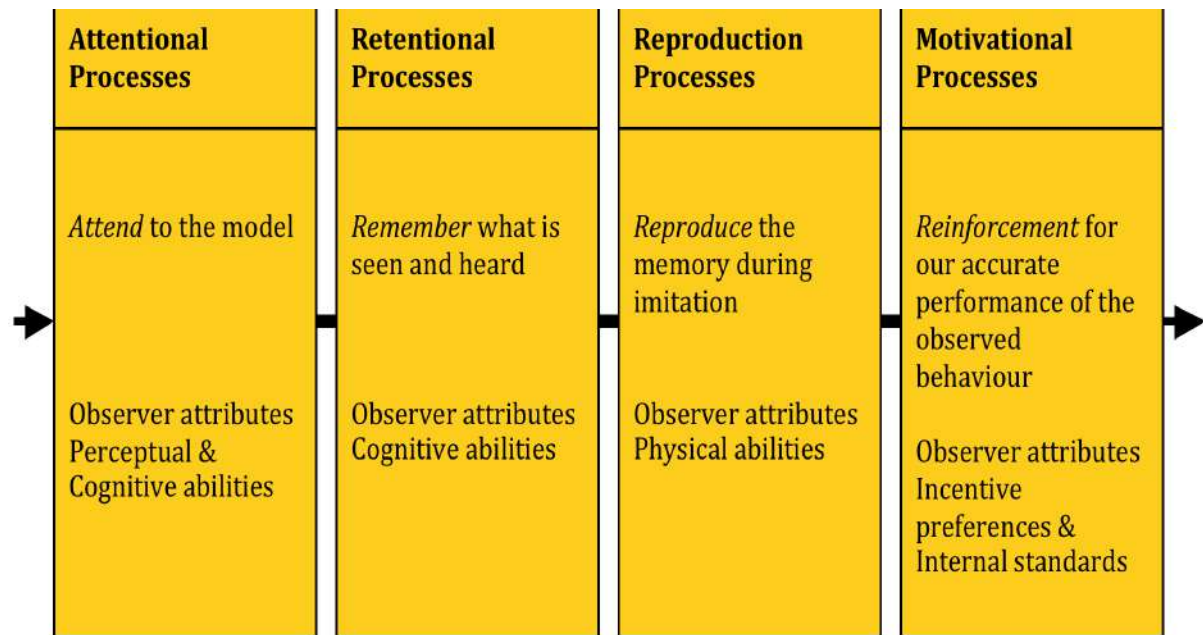 Attentional
Processes
Attend to the model
Observer attributes
Perceptual &
Cognitive abilities
Retentional
Processes
Remember what is
seen and heard
Observer attributes
Cognitive abilities
Reproduction
Processes
Reproduce the
memory during
imitation
Observer attributes
Physical abilities
Motivational
Processes
Reinforcement for
our accurate
performance of the
observed
behaviour
Observer attributes
Incentive
preferences &
Internal standards